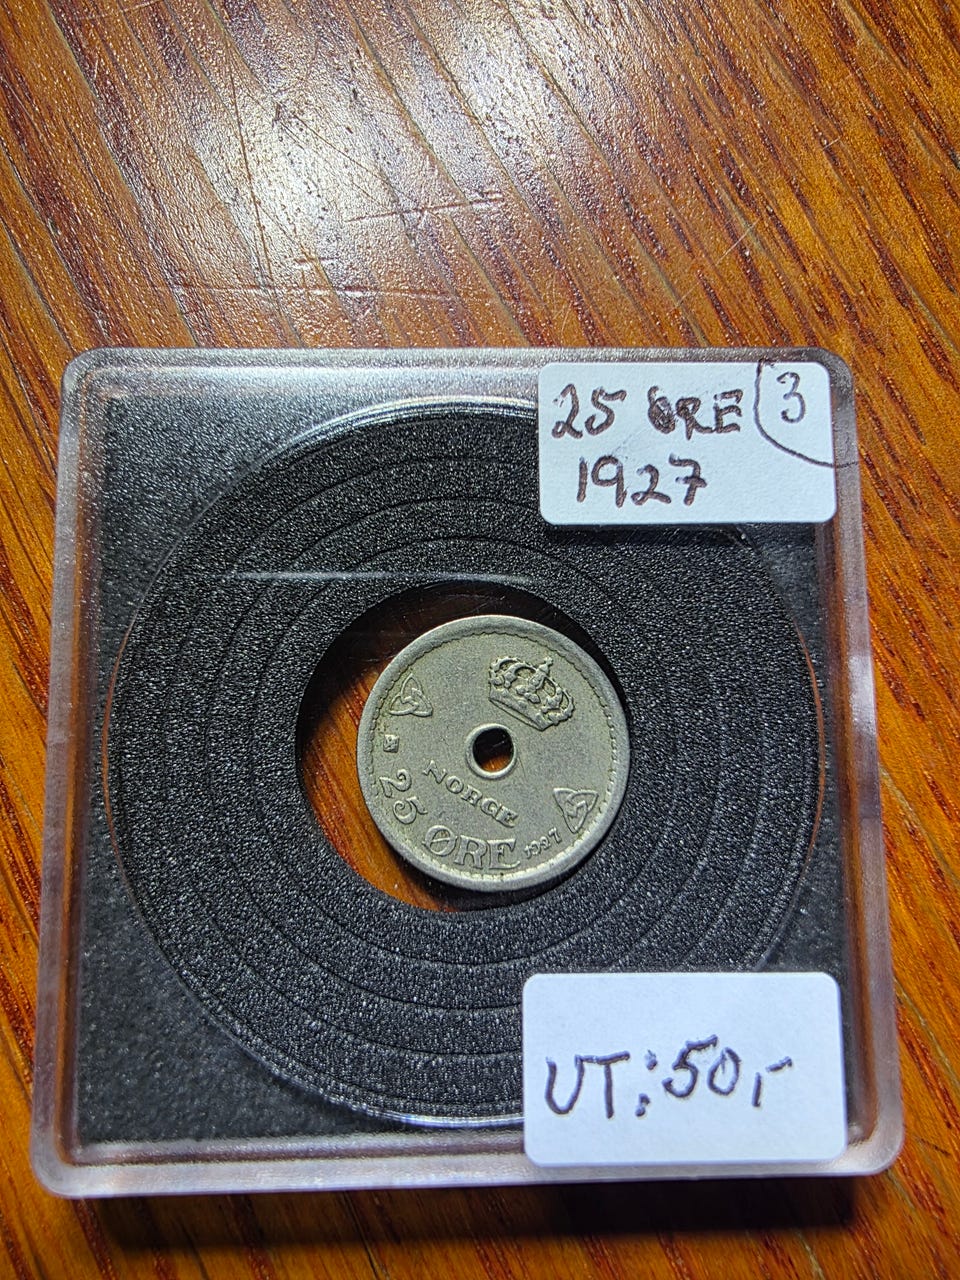 25 ØRE 3
1927
NORGE
25 ØRE 1927
UT: 50,-